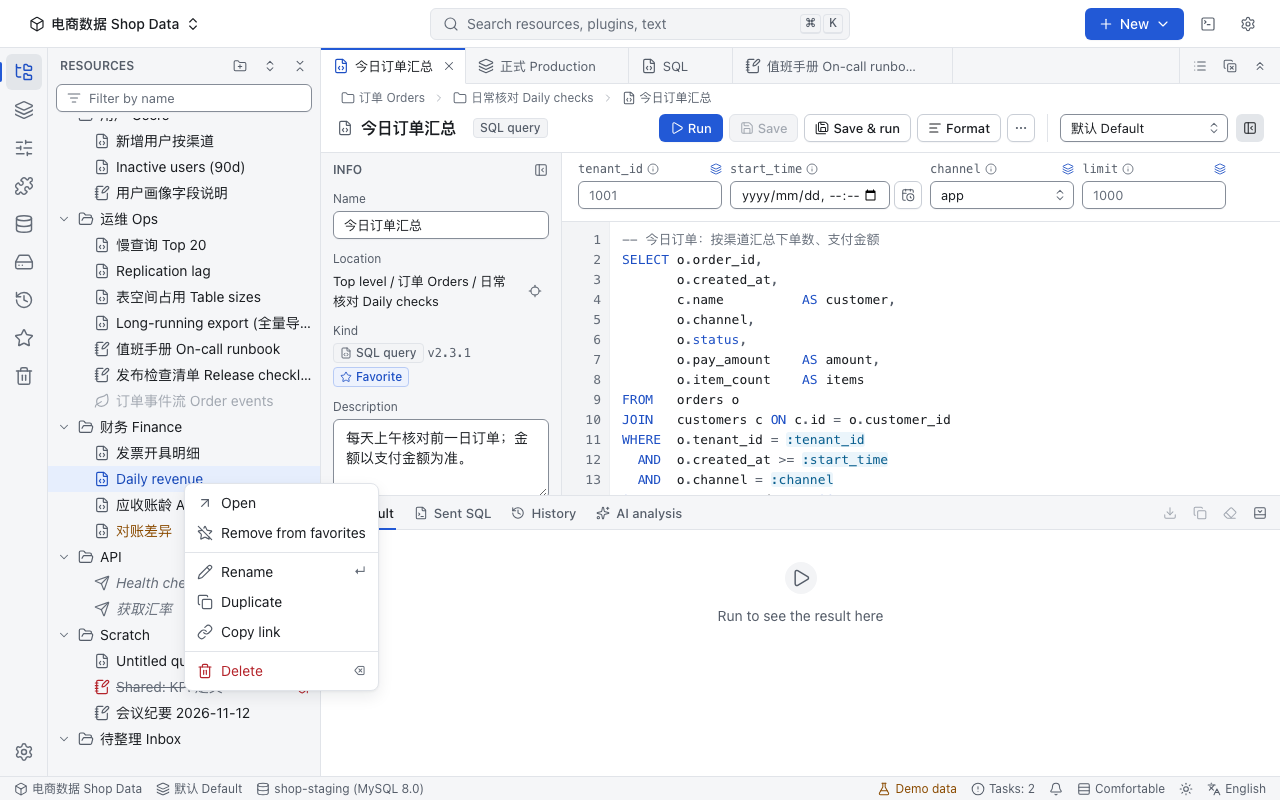 电商数据 Shop Data
Search resources, plugins, text
⌘ K
New
RESOURCES
Filter by name
新增用户按渠道
Inactive users (90d)
用户画像字段说明
运维 Ops
慢查询 Top 20
Replication lag
表空间占用 Table sizes
Long-running export (全量导...
值班手册 On-call runbook
发布检查清单 Release checkl...
订单事件流 Order events
财务 Finance
发票开具明细
Daily revenue
应收账龄 A
对账差异
API
Health che
获取汇率
Scratch
Untitled qu
Shared: KP
会议纪要 2026-11-12
待整理 Inbox
Open
Remove from favorites
Rename
Duplicate
Copy link
Delete
今日订单汇总
正式 Production
SQL
值班手册 On-call runbo...
订单 Orders
日常核对 Daily checks
今日订单汇总
今日订单汇总
SQL query
Run
Save
Save & run
Format
默认 Default
INFO
Name
今日订单汇总
Location
Top level / 订单 Orders / 日常
核对 Daily checks
Kind
SQL query v2.3.1
Favorite
Description
每天上午核对前一日订单；金
额以支付金额为准。
tenant_id
1001
start_time
yyyy/mm/dd, --:--
channel
app
limit
1000
1 -- 今日订单：按渠道汇总下单数、支付金额
2 SELECT o.order_id,
3 o.created_at,
4 c.name AS customer,
5 o.channel,
6 o.status,
7 o.pay_amount AS amount,
8 o.item_count AS items
9 FROM orders o
10 JOIN customers c ON c.id = o.customer_id
11 WHERE o.tenant_id = :tenant_id
12 AND o.created_at >= :start_time
13 AND o.channel = :channel
ult
Sent SQL
History
AI analysis
Run to see the result here
电商数据 Shop Data
默认 Default
shop-staging (MySQL 8.0)
Demo data
Tasks: 2
Comfortable
English